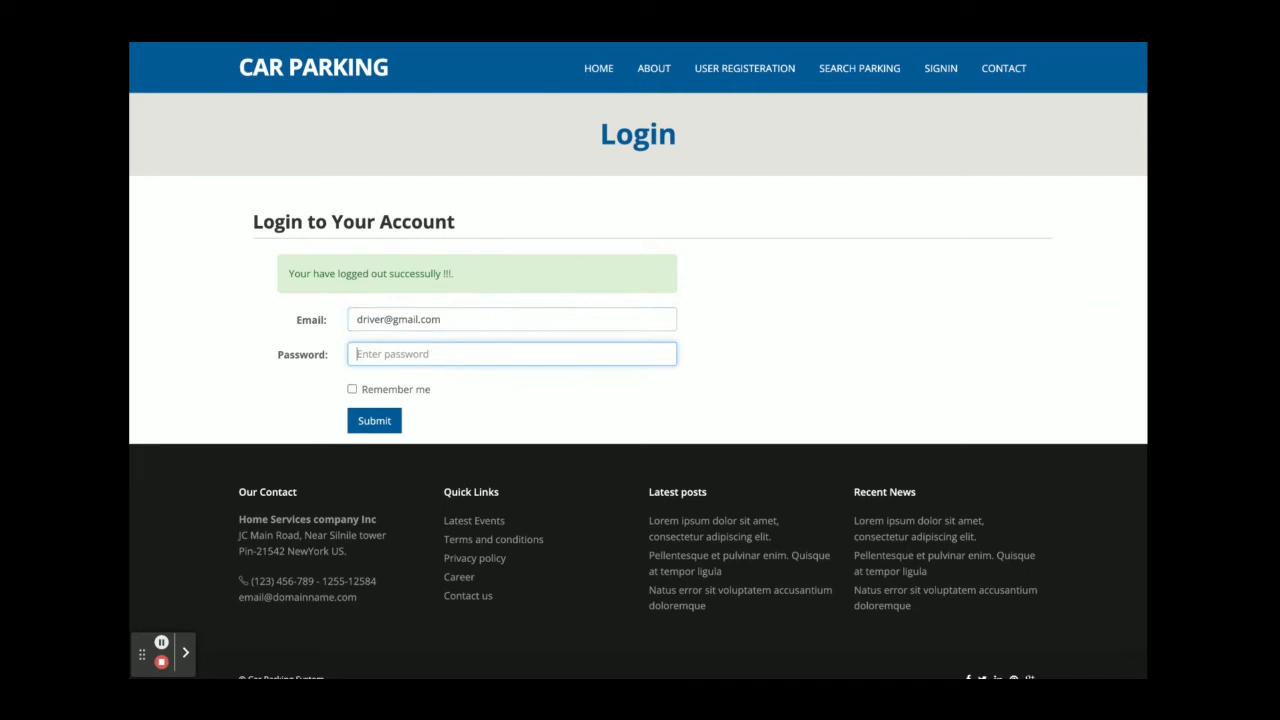 CAR PARKING
HOME ABOUT USER REGISTERATION SEARCH PARKING SIGNIN CONTACT
Login
Login to Your Account
Your have logged out successully !!!.
Email: driver@gmail.com
Password: Enter password
Remember me
Submit
Our Contact
Home Services company Inc
JC Main Road, Near Silnile tower
Pin-21542 NewYork US.
(123) 456-789 - 1255-12584
email@domainname.com
Quick Links
Latest Events
Terms and conditions
Privacy policy
Career
Contact us
Latest posts
Lorem ipsum dolor sit amet,
consectetur adipiscing elit.
Pellentesque et pulvinar enim. Quisque
at tempor ligula
Natus error sit voluptatem accusantium
doloremque
Recent News
Lorem ipsum dolor sit amet,
consectetur adipiscing elit.
Pellentesque et pulvinar enim. Quisque
at tempor ligula
Natus error sit voluptatem accusantium
doloremque
© Car Parking System